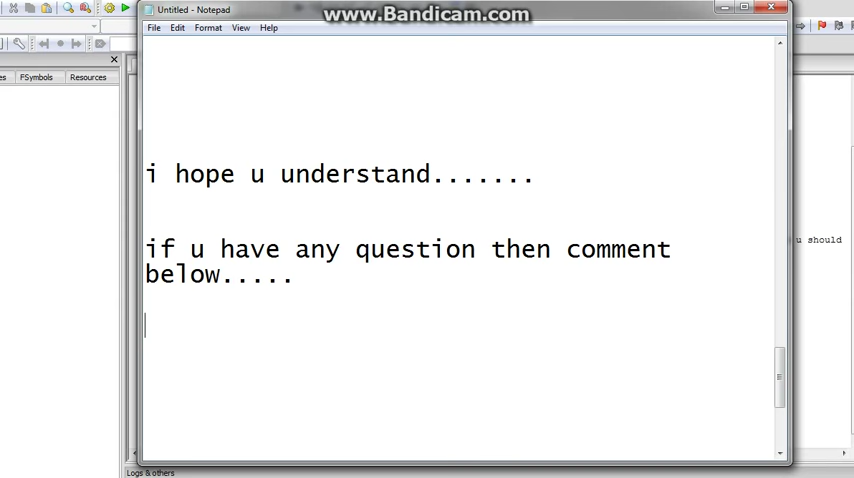 www.Bandicam.com
Untitled - Notepad
File Edit Format View Help
FSymbols Resources
i hope u understand.......
u should
if u have any question then comment
below.....
Logs & others